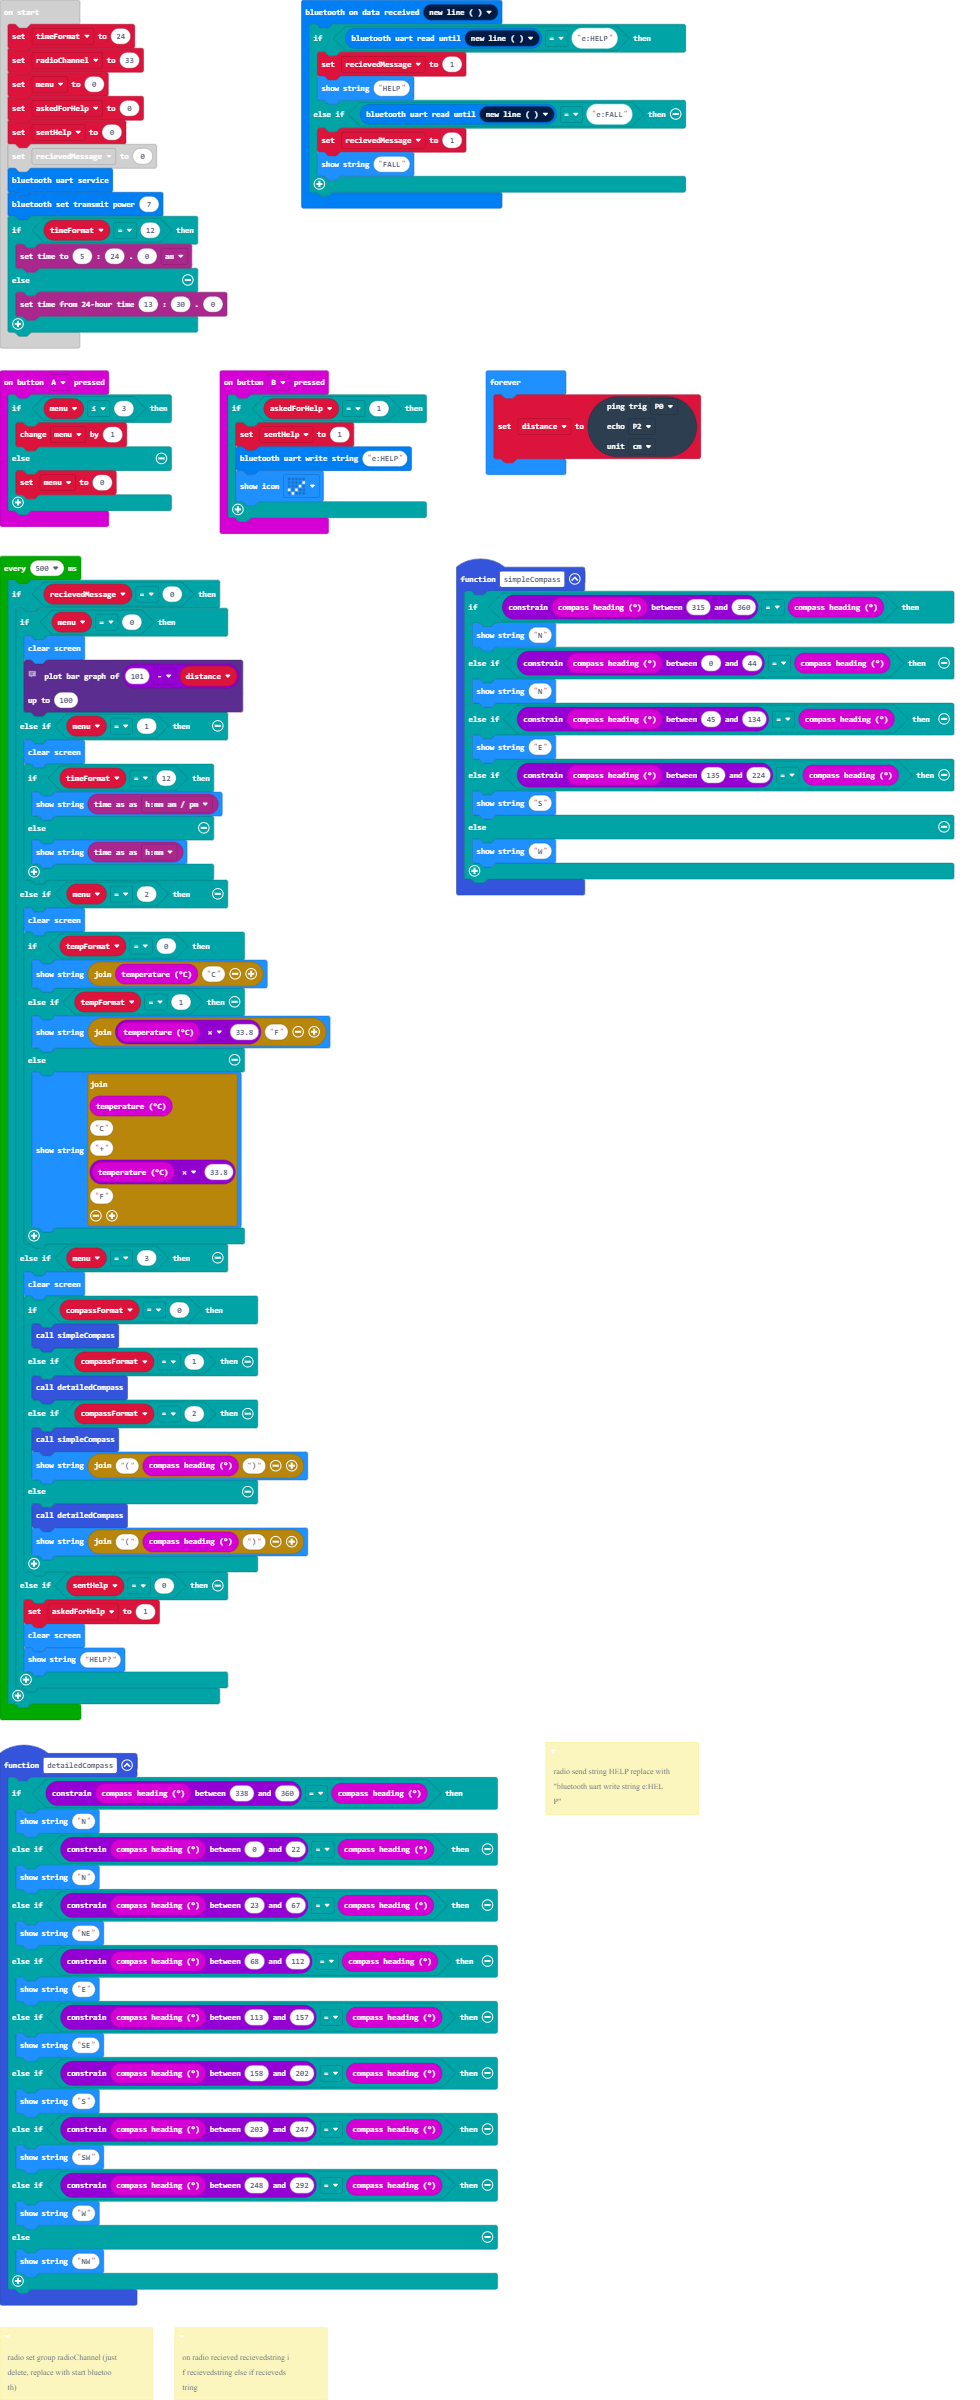 on start
set timeFormat to 24
set radioChannel to 33
set menu to 0
set askedForHelp to 0
set sentHelp to 0
set recievedMessage to 0
bluetooth uart service
bluetooth set transmit power 7
if timeFormat = 12 then
set time to 5 : 24 . 0 am
else
set time from 24-hour time 13 : 30 . 0
bluetooth on data received new line ( )
if bluetooth uart read until new line ( ) = "e:HELP" then
set recievedMessage to 1
show string "HELP"
else if bluetooth uart read until new line ( ) = "e:FALL" then
set recievedMessage to 1
show string "FALL"
on button A pressed
if menu ≤ 3 then
change menu by 1
else
set menu to 0
on button B pressed
if askedForHelp = 1 then
set sentHelp to 1
bluetooth uart write string "e:HELP"
show icon
forever
set distance to ping trig P0
echo P2
unit cm
every 500 ms
if recievedMessage = 0 then
if menu = 0 then
clear screen
plot bar graph of 101 - distance
up to 100
else if menu = 1 then
clear screen
if timeFormat = 12 then
show string time as as h:mm am / pm
else
show string time as as h:mm
else if menu = 2 then
clear screen
if tempFormat = 0 then
show string join temperature (°C) "C"
else if tempFormat = 1 then
show string join temperature (°C) × 33.8 "F"
else
show string join
temperature (°C)
"C"
"+"
temperature (°C) × 33.8
"F"
else if menu = 3 then
clear screen
if compassFormat = 0 then
call simpleCompass
else if compassFormat = 1 then
call detailedCompass
else if compassFormat = 2 then
call simpleCompass
show string join "(" compass heading (°) ")"
else
call detailedCompass
show string join "(" compass heading (°) ")"
else if sentHelp = 0 then
set askedForHelp to 1
clear screen
show string "HELP?"
function simpleCompass
if constrain compass heading (°) between 315 and 360 = compass heading (°) then
show string "N"
else if constrain compass heading (°) between 0 and 44 = compass heading (°) then
show string "N"
else if constrain compass heading (°) between 45 and 134 = compass heading (°) then
show string "E"
else if constrain compass heading (°) between 135 and 224 = compass heading (°) then
show string "S"
else
show string "W"
function detailedCompass
if constrain compass heading (°) between 338 and 360 = compass heading (°) then
show string "N"
else if constrain compass heading (°) between 0 and 22 = compass heading (°) then
show string "N"
else if constrain compass heading (°) between 23 and 67 = compass heading (°) then
show string "NE"
else if constrain compass heading (°) between 68 and 112 = compass heading (°) then
show string "E"
else if constrain compass heading (°) between 113 and 157 = compass heading (°) then
show string "SE"
else if constrain compass heading (°) between 158 and 202 = compass heading (°) then
show string "S"
else if constrain compass heading (°) between 203 and 247 = compass heading (°) then
show string "SW"
else if constrain compass heading (°) between 248 and 292 = compass heading (°) then
show string "W"
else
show string "NW"
radio send string HELP replace with
"bluetooth uart write string e:HEL
P"
radio set group radioChannel (just
delete, replace with start bluetoo
th)
on radio recieved recievedstring i
f recievedstring else if recieveds
tring